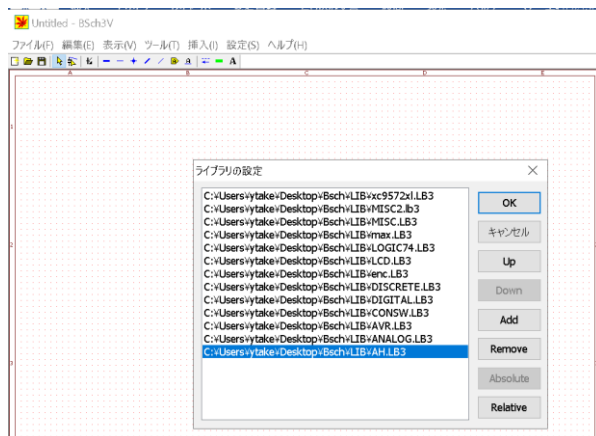 Untitled - BSch3V
ファイル(F) 編集(E) 表示(V) ツール(T) 挿入(I) 設定(S) ヘルプ(H)
A B C D E
1
ライブラリの設定
C:¥Users¥ytake¥Desktop¥Bsch¥LIB¥xc9572xl.LB3
C:¥Users¥ytake¥Desktop¥Bsch¥LIB¥MISC2.lb3
C:¥Users¥ytake¥Desktop¥Bsch¥LIB¥MISC.LB3
C:¥Users¥ytake¥Desktop¥Bsch¥LIB¥max.LB3
C:¥Users¥ytake¥Desktop¥Bsch¥LIB¥LOGIC74.LB3
C:¥Users¥ytake¥Desktop¥Bsch¥LIB¥LCD.LB3
C:¥Users¥ytake¥Desktop¥Bsch¥LIB¥enc.LB3
C:¥Users¥ytake¥Desktop¥Bsch¥LIB¥DISCRETE.LB3
C:¥Users¥ytake¥Desktop¥Bsch¥LIB¥DIGITAL.LB3
C:¥Users¥ytake¥Desktop¥Bsch¥LIB¥CONSW.LB3
C:¥Users¥ytake¥Desktop¥Bsch¥LIB¥AVR.LB3
C:¥Users¥ytake¥Desktop¥Bsch¥LIB¥ANALOG.LB3
C:¥Users¥ytake¥Desktop¥Bsch¥LIB¥AH.LB3
OK
キャンセル
Up
Down
Add
Remove
Absolute
Relative
2
3